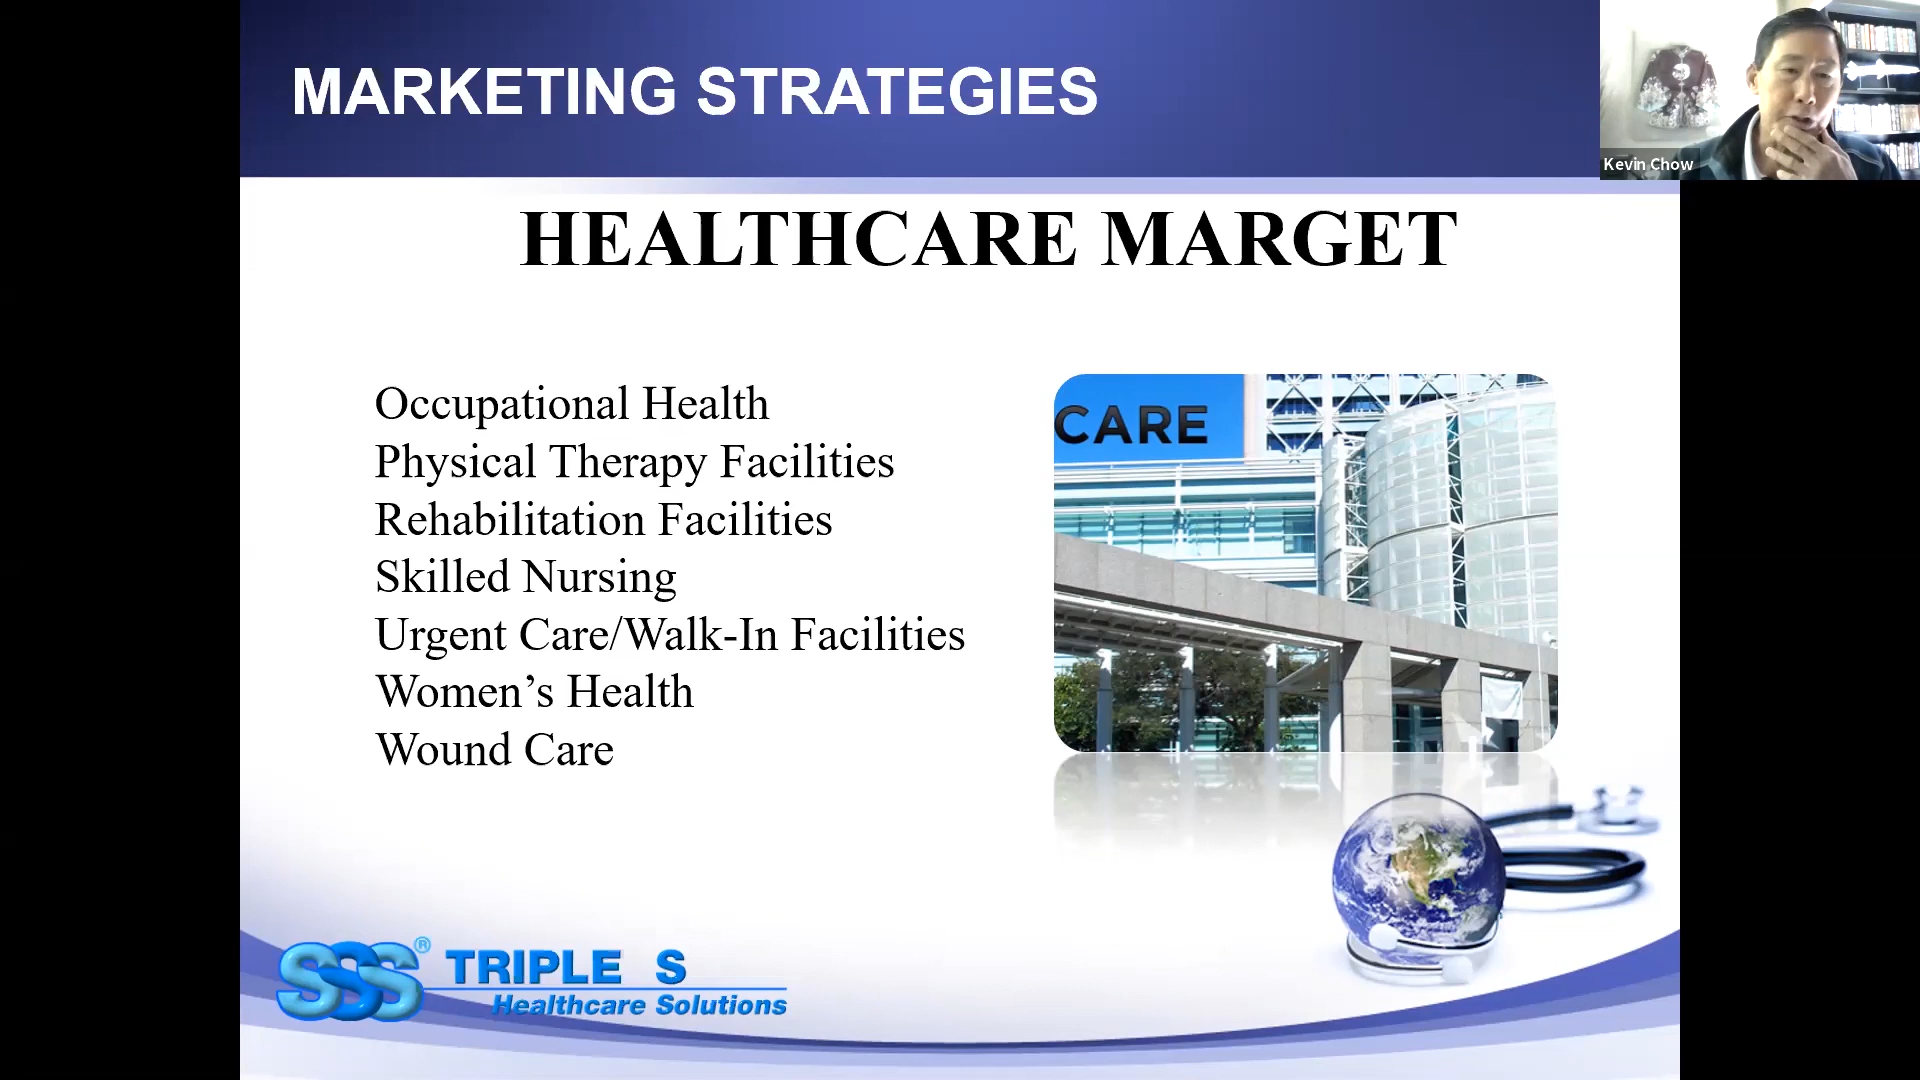 MARKETING STRATEGIES
Kevin Chow
HEALTHCARE MARGET
Occupational Health
Physical Therapy Facilities
Rehabilitation Facilities
Skilled Nursing
Urgent Care/Walk-In Facilities
Women’s Health
Wound Care
CARE
SSS® TRIPLE S
Healthcare Solutions